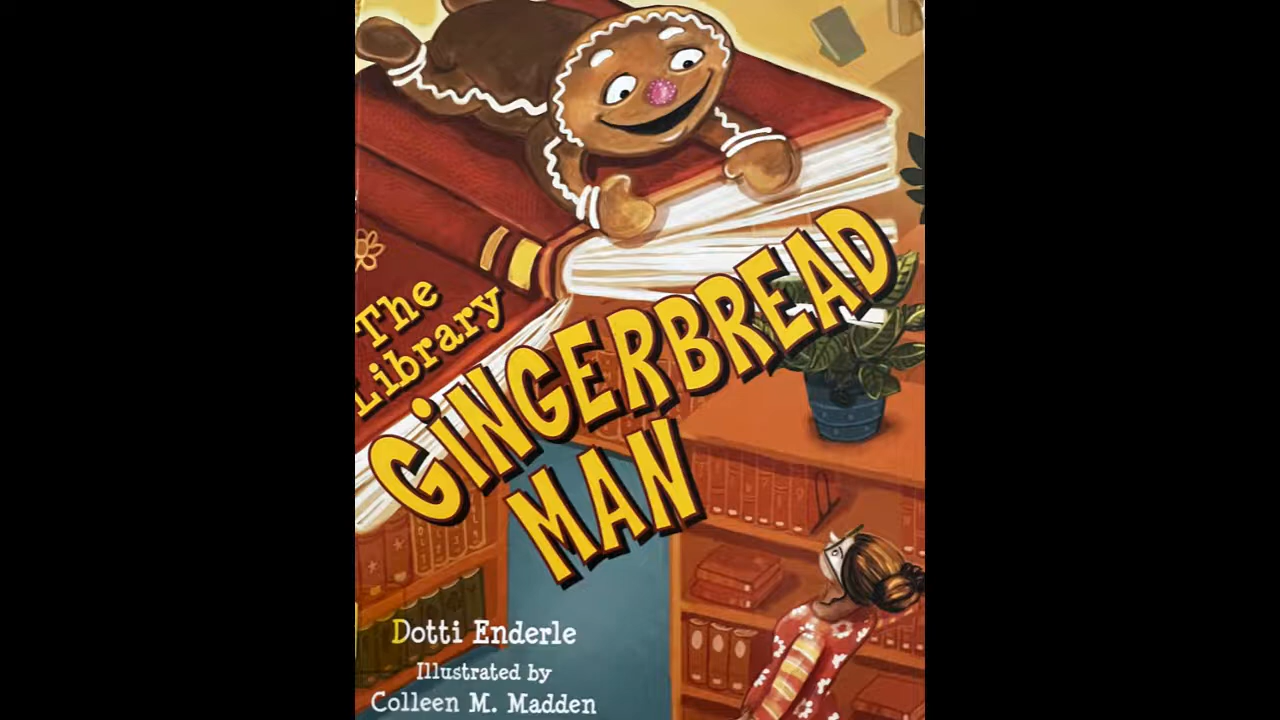 The
Library
GiNGERBREAD
MAN
Dotti Enderle
Illustrated by
Colleen M. Madden